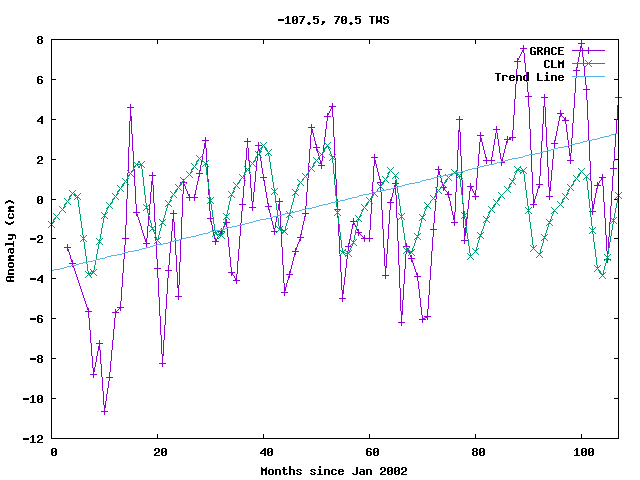 -107.5, 70.5 TWS
GRACE
CLM
Trend Line
8
6
4
2
0
-2
-4
-6
-8
-10
-12
Anomaly (cm)
0 20 40 60 80 100
Months since Jan 2002